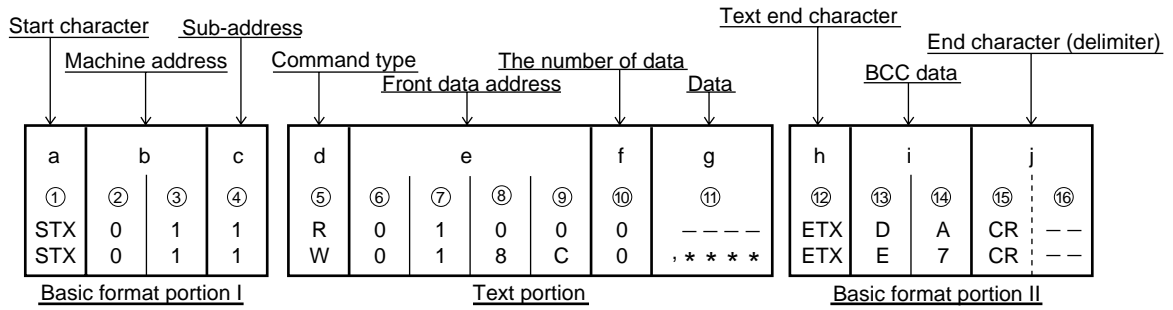 Text end character
Start character Sub-address
End character (delimiter)
Machine address Command type The number of data
BCC data
Front data address Data
a b c d e f g h i j
① ② ③ ④ ⑤ ⑥ ⑦ ⑧ ⑨ ⑩ ⑪ ⑫ ⑬ ⑭ ⑮ ⑯
STX 0 1 1 R 0 1 0 0 0 – – – – ETX D A CR – –
STX 0 1 1 W 0 1 8 C 0 , * * * * ETX E 7 CR – –
Basic format portion I Text portion Basic format portion II